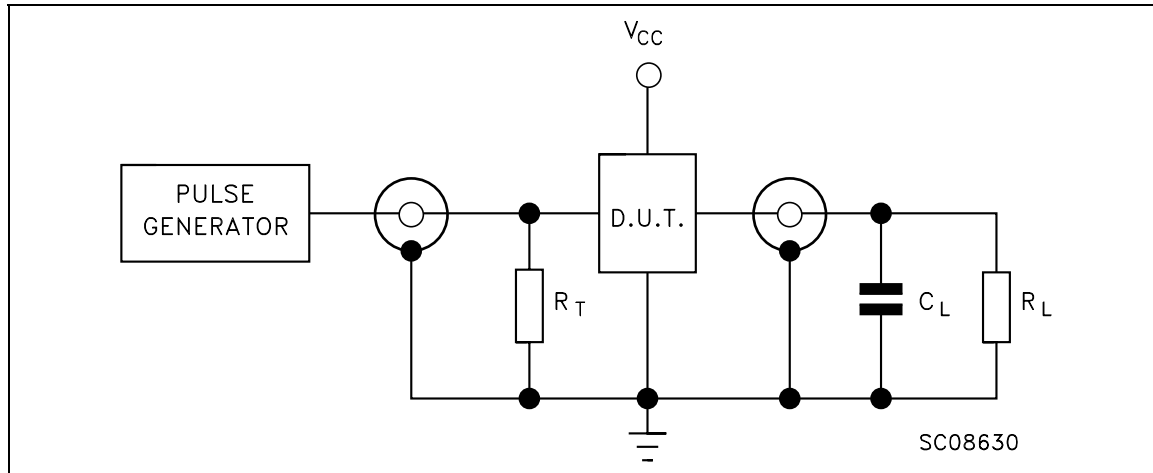 VCC
PULSE
GENERATOR
D.U.T.
RT
CL
RL
SC08630